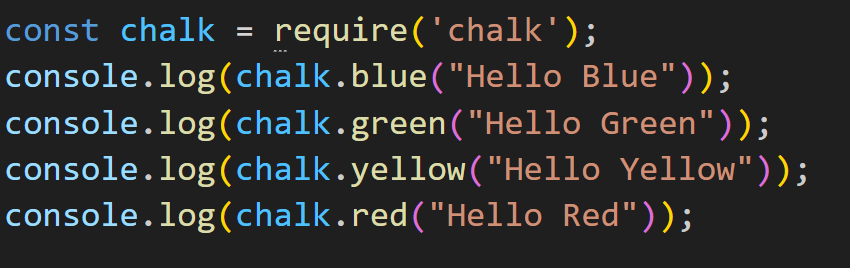 const chalk = require('chalk');
console.log(chalk.blue("Hello Blue"));
console.log(chalk.green("Hello Green"));
console.log(chalk.yellow("Hello Yellow"));
console.log(chalk.red("Hello Red"));